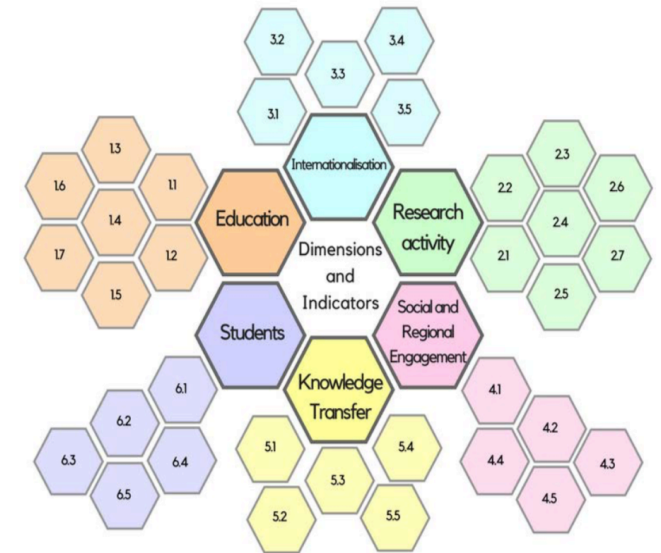 3.2
3.4
3.3
3.1
3.5
Internationalisation
1.3
1.6
1.1
1.4
1.7
1.2
1.5
Education
Research
activity
2.3
2.2
2.6
2.4
2.1
2.7
2.5
Dimensions
and
Indicators
Students
Social and
Regional
Engagement
Knowledge
Transfer
6.1
6.2
6.3
6.4
6.5
5.1
5.4
5.3
5.2
5.5
4.1
4.2
4.4
4.3
4.5